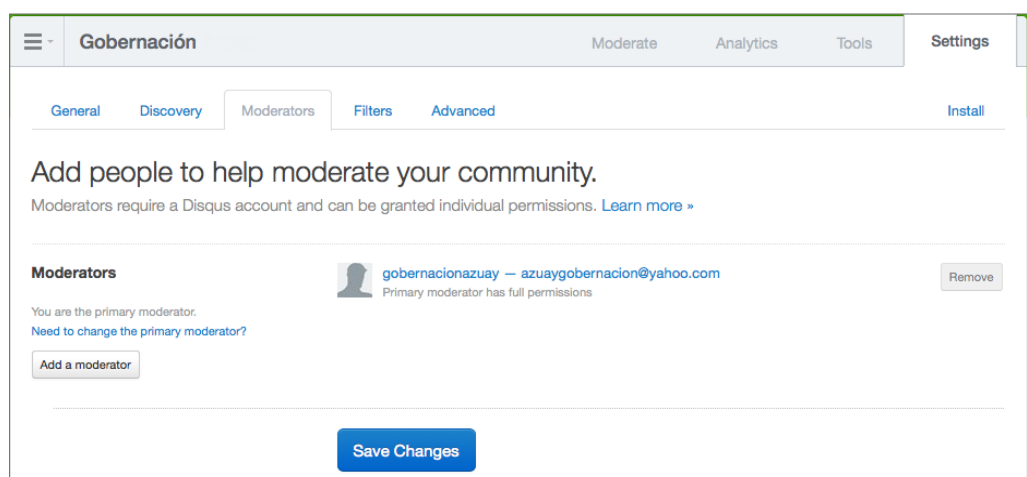 Gobernación Moderate Analytics Tools Settings
General Discovery Moderators Filters Advanced Install
Add people to help moderate your community.
Moderators require a Disqus account and can be granted individual permissions. Learn more »
Moderators
gobernacionazuay — azuaygobernacion@yahoo.com
Remove
Primary moderator has full permissions
You are the primary moderator.
Need to change the primary moderator?
Add a moderator
Save Changes